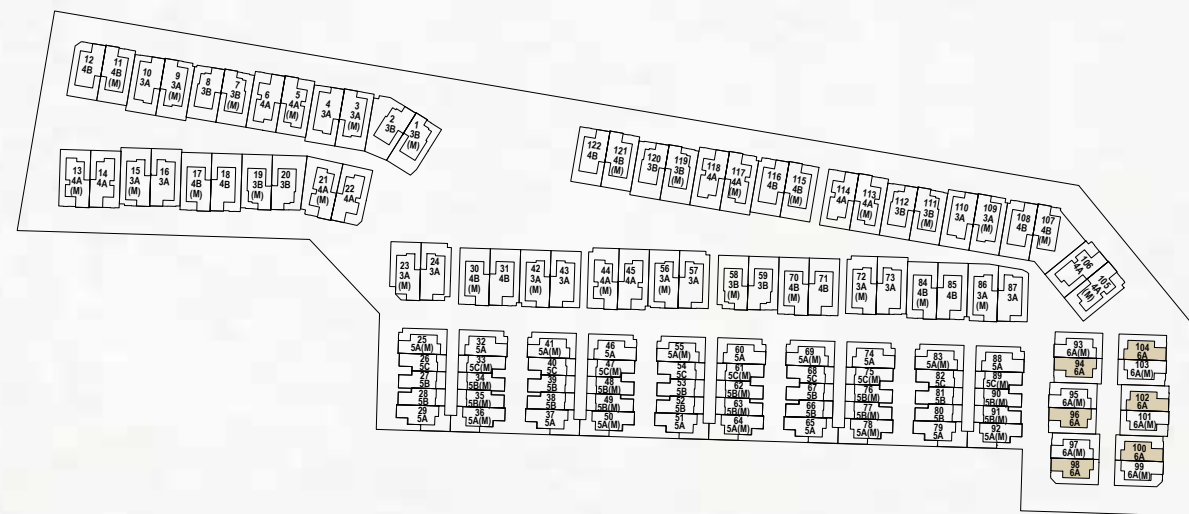 12
4B
11
4B
(M)
10
3A
9
3A
(M)
8
3B
7
3B
(M)
6
4A
5
4A
(M)
4
3A
3
3A
(M)
2
3B
1
3B
(M)
13
4A
(M)
14
4A
15
3A
(M)
16
3A
17
4B
(M)
18
4B
19
3B
(M)
20
3B
21
4A
(M)
22
4A
122
4B
121
4B
(M)
120
3B
119
3B
(M)
118
4A
117
4A
(M)
116
4B
115
4B
(M)
114
4A
113
4A
(M)
112
3B
111
3B
(M)
110
3A
109
3A
(M)
108
4B
107
4B
(M)
106
4A
105
4A
(M)
23
3A
(M)
24
3A
30
4B
(M)
31
4B
42
3A
(M)
43
3A
44
4A
(M)
45
4A
56
3A
(M)
57
3A
58
3B
(M)
59
3B
70
4B
(M)
71
4B
72
3A
(M)
73
3A
84
4B
(M)
85
4B
86
3A
(M)
87
3A
25
5A(M)
26
5C
27
5B
28
5B
29
5A
32
5A
33
5C(M)
34
5B(M)
35
5B(M)
36
5A(M)
41
5A(M)
40
5C
39
5B
38
5B
37
5A
46
5A
47
5C(M)
48
5B(M)
49
5B(M)
50
5A(M)
55
5A(M)
54
5C
53
5B
52
5B
51
5A
60
5A
61
5C(M)
62
5B(M)
63
5B(M)
64
5A(M)
69
5A(M)
68
5C
67
5B
66
5B
65
5A
74
5A
75
5C(M)
76
5B(M)
77
5B(M)
78
5A(M)
83
5A(M)
82
5C
81
5B
80
5B
79
5A
88
5A
89
5C(M)
90
5B(M)
91
5B(M)
92
5A(M)
93
6A(M)
94
6A
95
6A(M)
96
6A
97
6A(M)
98
6A
104
6A
103
6A(M)
102
6A
101
6A(M)
100
6A
99
6A(M)